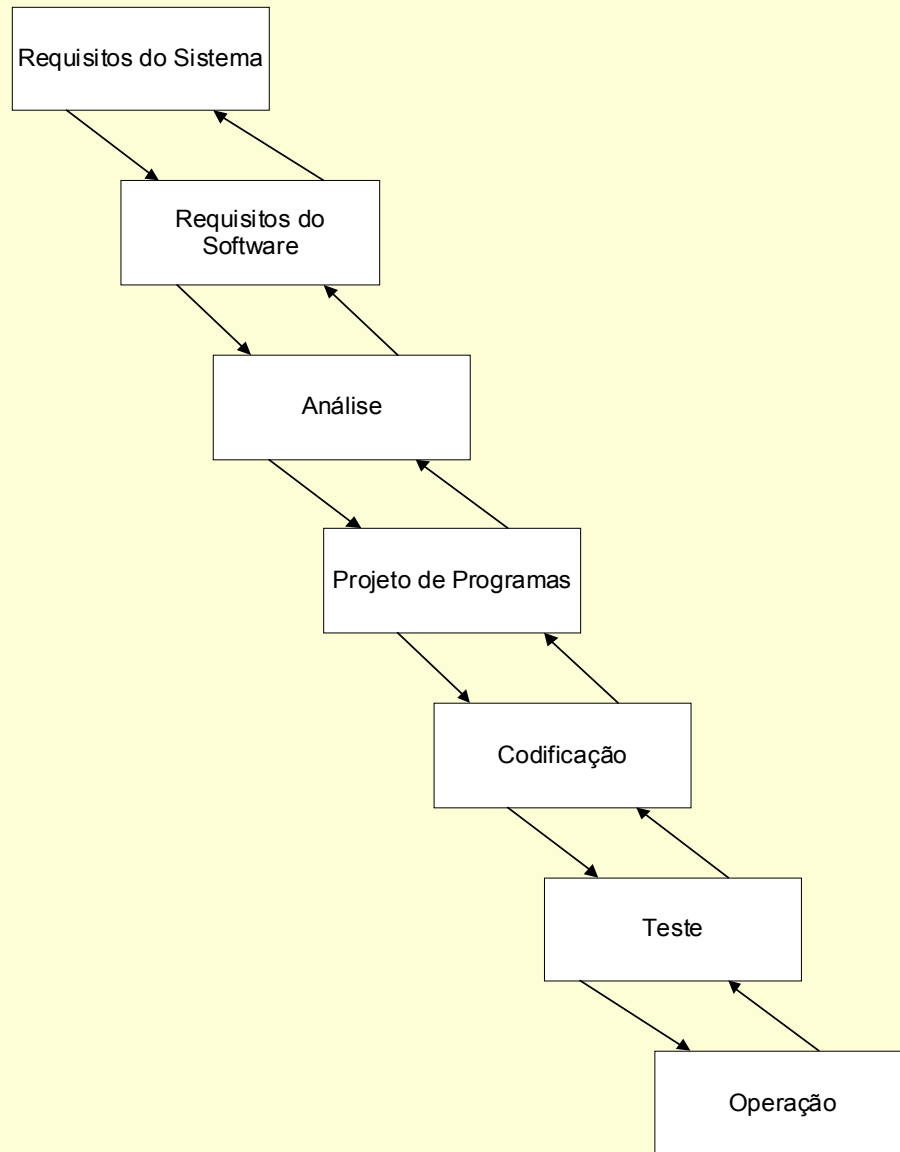 Requisitos do Sistema
Requisitos do
Software
Análise
Projeto de Programas
Codificação
Teste
Operação